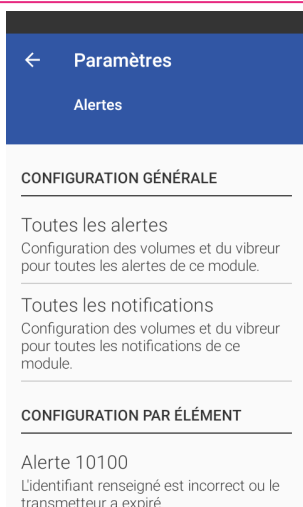 Paramètres
Alertes
CONFIGURATION GÉNÉRALE
Toutes les alertes
Configuration des volumes et du vibreur
pour toutes les alertes de ce module.
Toutes les notifications
Configuration des volumes et du vibreur
pour toutes les notifications de ce
module.
CONFIGURATION PAR ÉLÉMENT
Alerte 10100
L'identifiant renseigné est incorrect ou le
transmetteur a expiré